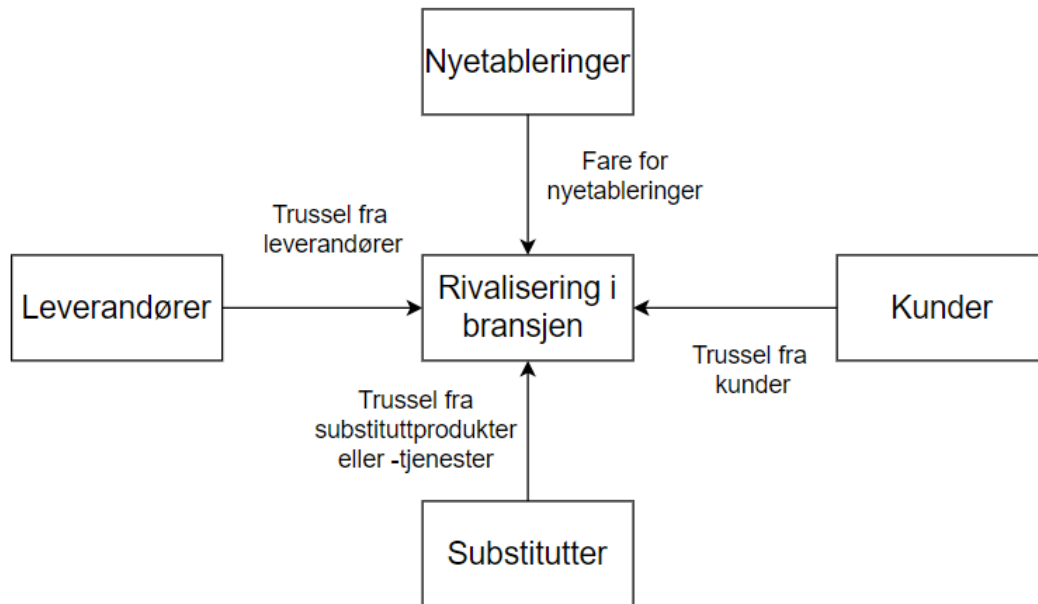 Nyetableringer
Fare for
nyetableringer
Trussel fra
leverandører
Leverandører
Rivalisering i
bransjen
Kunder
Trussel fra
kunder
Trussel fra
substituttprodukter
eller -tjenester
Substitutter